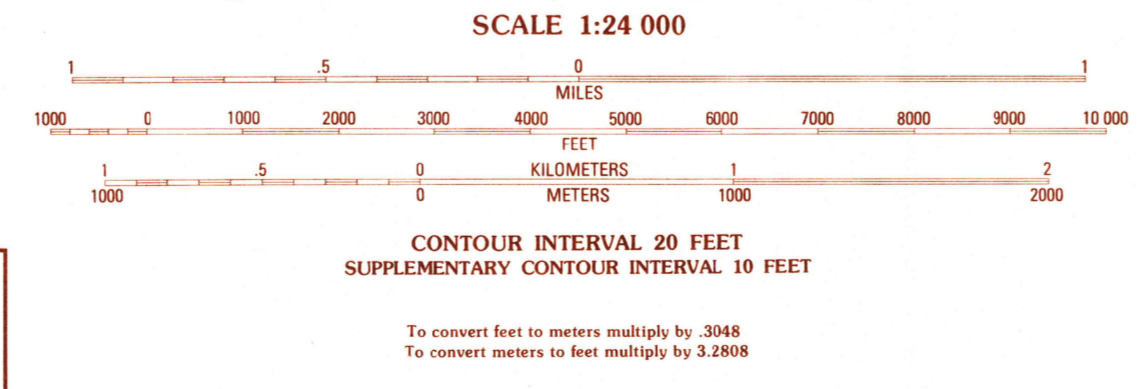 SCALE 1:24 000
1 .5 0 1
MILES
1000 0 1000 2000 3000 4000 5000 6000 7000 8000 9000 10 000
FEET
1 .5 0 KILOMETERS 1 2
1000 0 METERS 1000 2000
CONTOUR INTERVAL 20 FEET
SUPPLEMENTARY CONTOUR INTERVAL 10 FEET
To convert feet to meters multiply by .3048
To convert meters to feet multiply by 3.2808